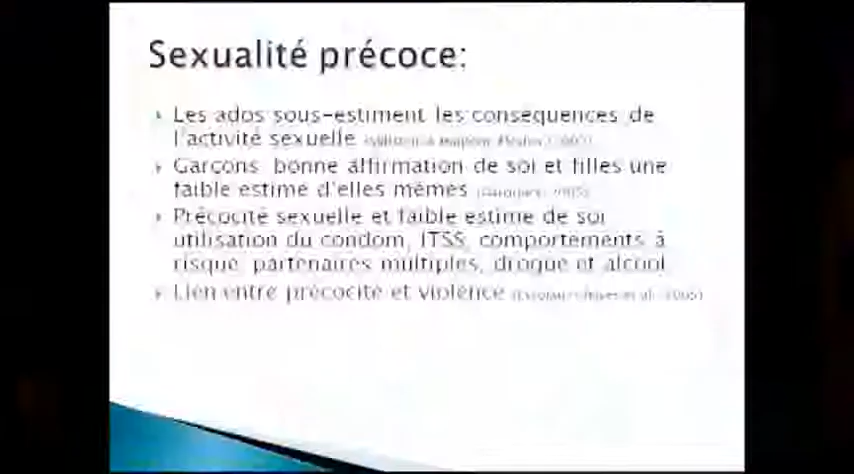 Sexualité précoce:
Les ados sous-estiment les conséquences de
l'activité sexuelle
Garçons bonne affirmation de soi et filles une
faible estime d'elles mêmes
Précocité sexuelle et faible estime de soi
utilisation du condom, ITSS, comportements à
risque, partenaires multiples, drogue et alcool
Lien entre précocité et violence